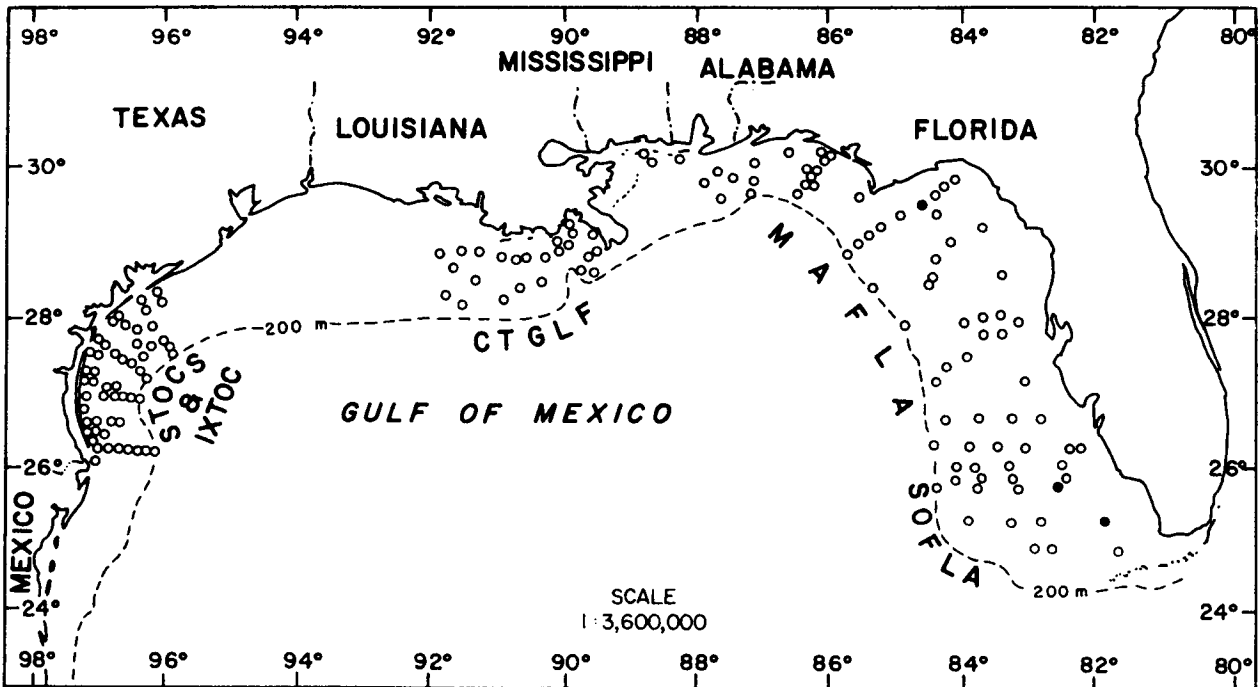 98° 96° 94° 92° 90° 88° 86° 84° 82° 80°
MISSISSIPPI ALABAMA
TEXAS LOUISIANA FLORIDA
30° 30°
MAFLA
28° 28°
200 m
CTGLF
STOCS
&
IXTOC
GULF OF MEXICO
26° 26°
SOFLA
MEXICO
200 m
SCALE
1:3,600,000
24° 24°
98° 96° 94° 92° 90° 88° 86° 84° 82° 80°